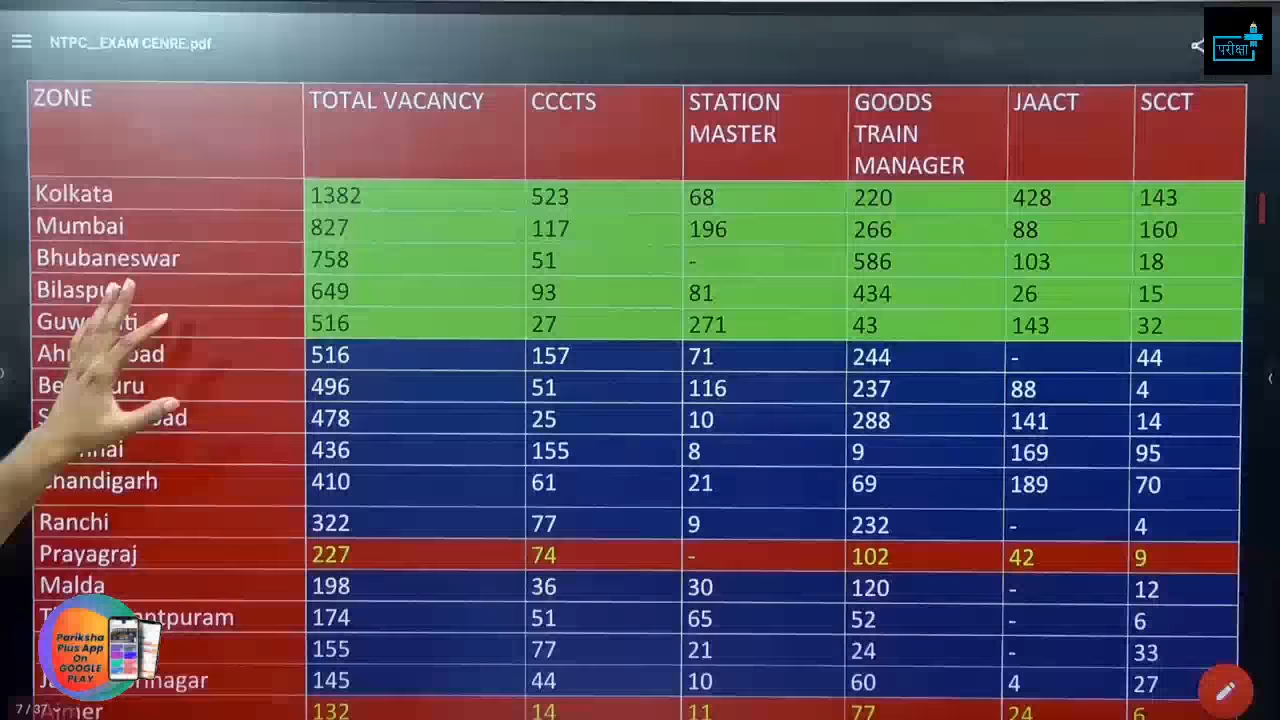 NTPC__EXAM CENRE.pdf
परीक्षा
ZONE TOTAL VACANCY CCCTS STATION MASTER GOODS TRAIN MANAGER JAACT SCCT
Kolkata 1382 523 68 220 428 143
Mumbai 827 117 196 266 88 160
Bhubaneswar 758 51 - 586 103 18
649 93 81 434 26 15
516 27 271 43 143 32
516 157 71 244 - 44
496 51 116 237 88 4
478 25 10 288 141 14
436 155 8 9 169 95
Chandigarh 410 61 21 69 189 70
Ranchi 322 77 9 232 - 4
Prayagraj 227 74 - 102 42 9
Malda 198 36 30 120 - 12
174 51 65 52 - 6
155 77 21 24 - 33
145 44 10 60 4 27
Ajmer 132 14 11 77 24 6
Pariksha
Plus App
On
GOOGLE
PLAY
7 / 37